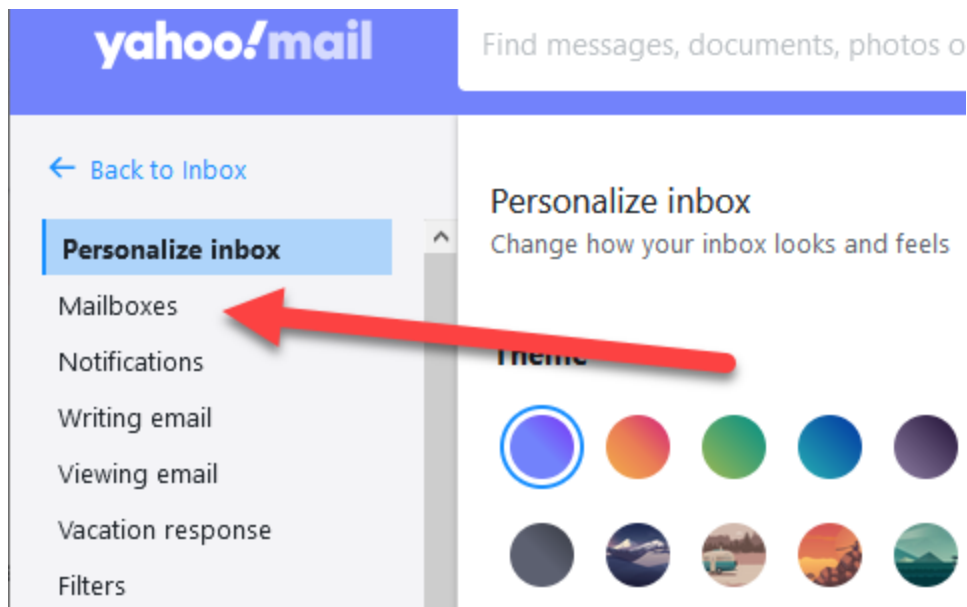 yahoo!mail
Find messages, documents, photos o
← Back to Inbox
Personalize inbox
Mailboxes
Notifications
Writing email
Viewing email
Vacation response
Filters
Personalize inbox
Change how your inbox looks and feels
Theme